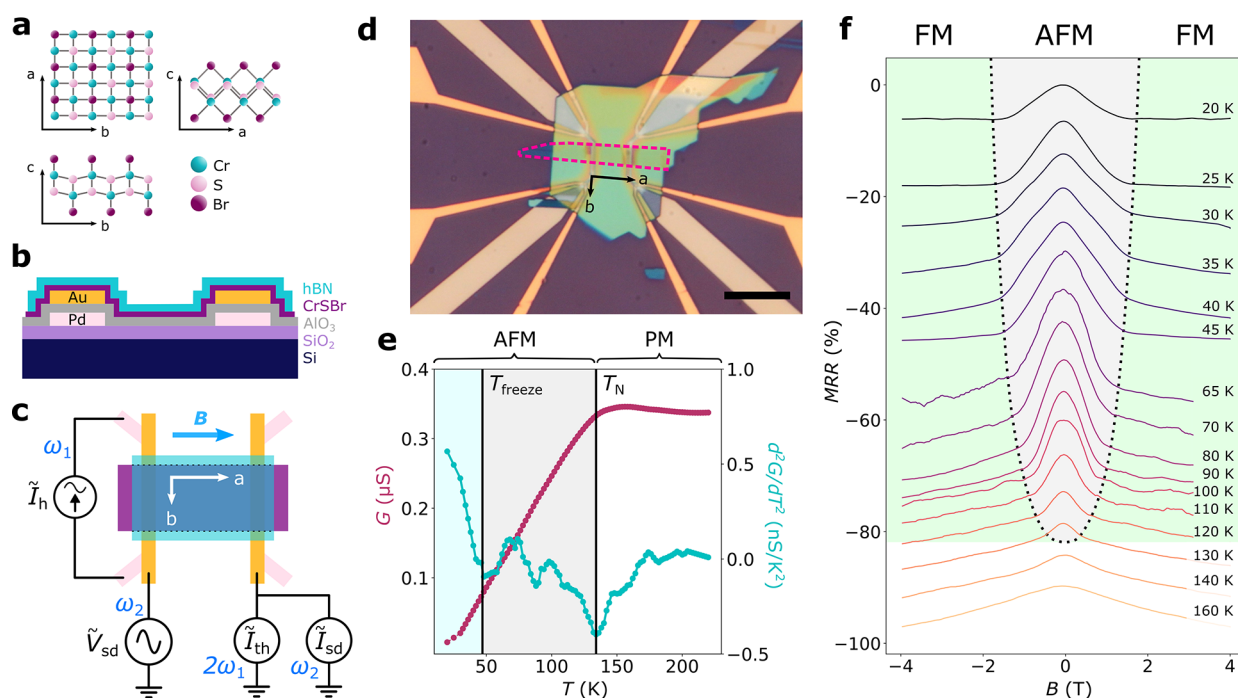 a
a
b
c
a
c
b
Cr
S
Br
b
Au
Pd
hBN
CrSBr
AlO₃
SiO₂
Si
c
ω₁
B
Ĩₕ
a
b
ω₂
Ṽsd
Ĩth
Ĩsd
2ω₁
ω₂
d
a
b
e
AFM
PM
T_freeze
T_N
0.4
0.3
0.2
0.1
G (μS)
1.0
0.5
0.0
−0.5
d²G/dT² (nS/K²)
50
100
150
200
T (K)
f
FM
AFM
FM
−0
−20
−40
−60
−80
−100
MRR (%)
20 K
25 K
30 K
35 K
40 K
45 K
65 K
70 K
80 K
90 K
100 K
110 K
120 K
130 K
140 K
160 K
−4
−2
0
2
4
B (T)